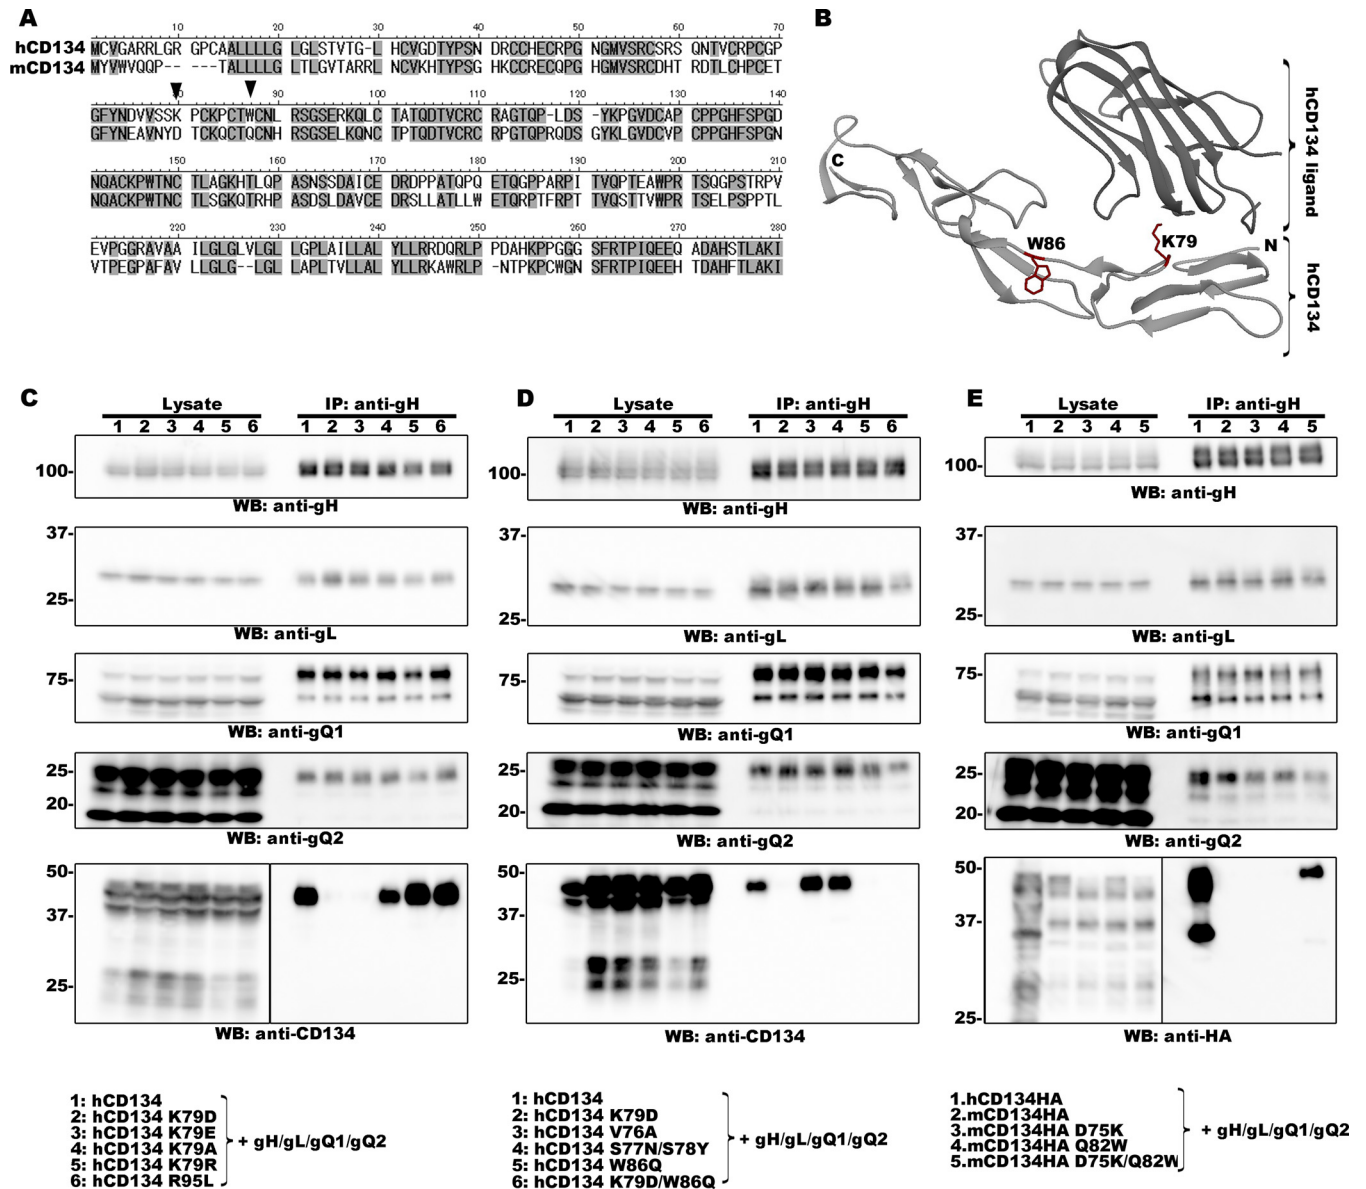 A
10 20 30 40 50 60 70
hCD134 MCVGARRLGR GPCAALLLLG LGLSTVTG-L HCVGDTYPSN DRCCHECRPG NGMVSRCSRS QNTVCRPCGP
mCD134 MYVWVQQP-- ---TALLLLG LTLGVTARRL NCVKHTYPSG HKCCRECQPG HGMVSRCDHT RDTLCHPCET
80 90 100 110 120 130 140
GFYNDVVSSK PCKPCTWCNL RSGSERKQLC TATQDTVCRC RAGTQP-LDS -YKPGVDCAP CPPGHFSPGD
GFYNEAVNYD TCKQCTQCNH RSGSELKQNC TPTQDTVCRC RPGTQPRQDS GYKLGVDCVP CPPGHFSPGN
150 160 170 180 190 200 210
NQACKPWTNC TLAGKHTLQP ASNSSDAICE DRDPPATQPQ ETQGPPARPI TVQPTEAWPR TSQGPSTRPV
NQACKPWTNC TLSGKQTRHP ASDSLDAVCE DRSLLATLLW ETQRPTFRPT TVQSTTVWPR TSELPSPPTL
220 230 240 250 260 270 280
EVPGGRAVAA ILGLGLVLGL LGPLAILLAL YLLRRDQRLP PDAHKPPGGG SFRTPIQEEQ ADAHSTLAKI
VTPEGPAFAV LLGLG--LGL LAPLTVLLAL YLLRKAWRLP -NTPKPCWGN SFRTPIQEEH TDAHFTLAKI
B
C
W86
K79
N
hCD134 ligand
hCD134
C
Lysate IP: anti-gH
1 2 3 4 5 6 1 2 3 4 5 6
100-
WB: anti-gH
37-
25-
WB: anti-gL
75-
WB: anti-gQ1
25-
20-
WB: anti-gQ2
50-
37-
25-
WB: anti-CD134
1: hCD134
2: hCD134 K79D
3: hCD134 K79E
4: hCD134 K79A
5: hCD134 K79R
6: hCD134 R95L
+ gH/gL/gQ1/gQ2
D
Lysate IP: anti-gH
1 2 3 4 5 6 1 2 3 4 5 6
100-
WB: anti-gH
37-
25-
WB: anti-gL
75-
WB: anti-gQ1
25-
20-
WB: anti-gQ2
50-
37-
25-
WB: anti-CD134
1: hCD134
2: hCD134 K79D
3: hCD134 V76A
4: hCD134 S77N/S78Y
5: hCD134 W86Q
6: hCD134 K79D/W86Q
+ gH/gL/gQ1/gQ2
E
Lysate IP: anti-gH
1 2 3 4 5 1 2 3 4 5
100-
WB: anti-gH
37-
25-
WB: anti-gL
75-
WB: anti-gQ1
25-
20-
WB: anti-gQ2
50-
37-
25-
WB: anti-HA
1.hCD134HA
2.mCD134HA
3.mCD134HA D75K
4.mCD134HA Q82W
5.mCD134HA D75K/Q82W
+ gH/gL/gQ1/gQ2